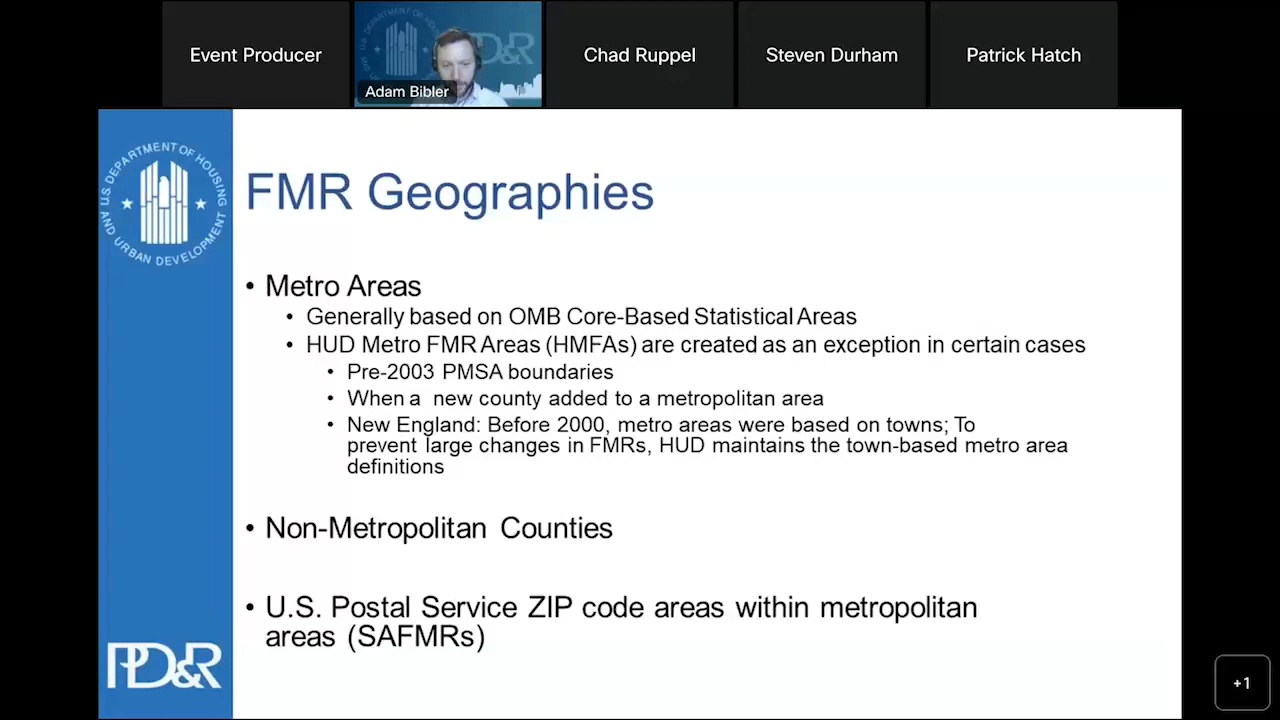 Event Producer
Adam Bibler
Chad Ruppel
Steven Durham
Patrick Hatch
U.S. DEPARTMENT OF HOUSING
AND URBAN DEVELOPMENT
FMR Geographies
• Metro Areas
• Generally based on OMB Core-Based Statistical Areas
• HUD Metro FMR Areas (HMFAs) are created as an exception in certain cases
• Pre-2003 PMSA boundaries
• When a new county added to a metropolitan area
• New England: Before 2000, metro areas were based on towns; To
prevent large changes in FMRs, HUD maintains the town-based metro area
definitions
• Non-Metropolitan Counties
• U.S. Postal Service ZIP code areas within metropolitan
areas (SAFMRs)
PD&R
+1